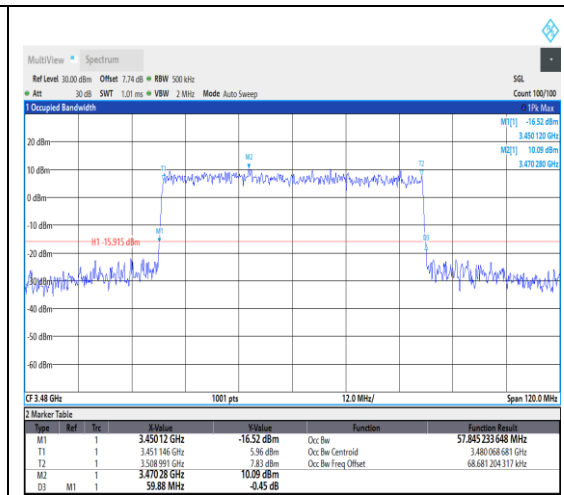 MultiView Spectrum
Ref Level 30.00 dBm Offset 7.74 dB RBW 500 kHz SGL
Att 30 dB SWT 1.01 ms VBW 2 MHz Mode Auto Sweep Count 100/100
1 Occupied Bandwidth 1Pk Max
M1[1] -16.52 dBm
3.450 120 GHz
M2[1] 10.09 dBm
3.470 280 GHz
20 dBm
M2
T1 T2
10 dBm
0 dBm
-10 dBm
M1 D3
H1 -15.915 dBm
-20 dBm
-30 dBm
-40 dBm
-50 dBm
-60 dBm
CF 3.48 GHz 1001 pts 12.0 MHz/ Span 120.0 MHz
2 Marker Table
Type Ref Trc X-Value Y-Value Function Function Result
M1 1 3.45012 GHz -16.52 dBm Occ Bw 57.845 233 648 MHz
T1 1 3.451 146 GHz 5.96 dBm Occ Bw Centroid 3.480 068 681 GHz
T2 1 3.508 991 GHz 7.83 dBm Occ Bw Freq Offset 68.681 204 317 kHz
M2 1 3.470 28 GHz 10.09 dBm
D3 M1 1 59.88 MHz -0.45 dB